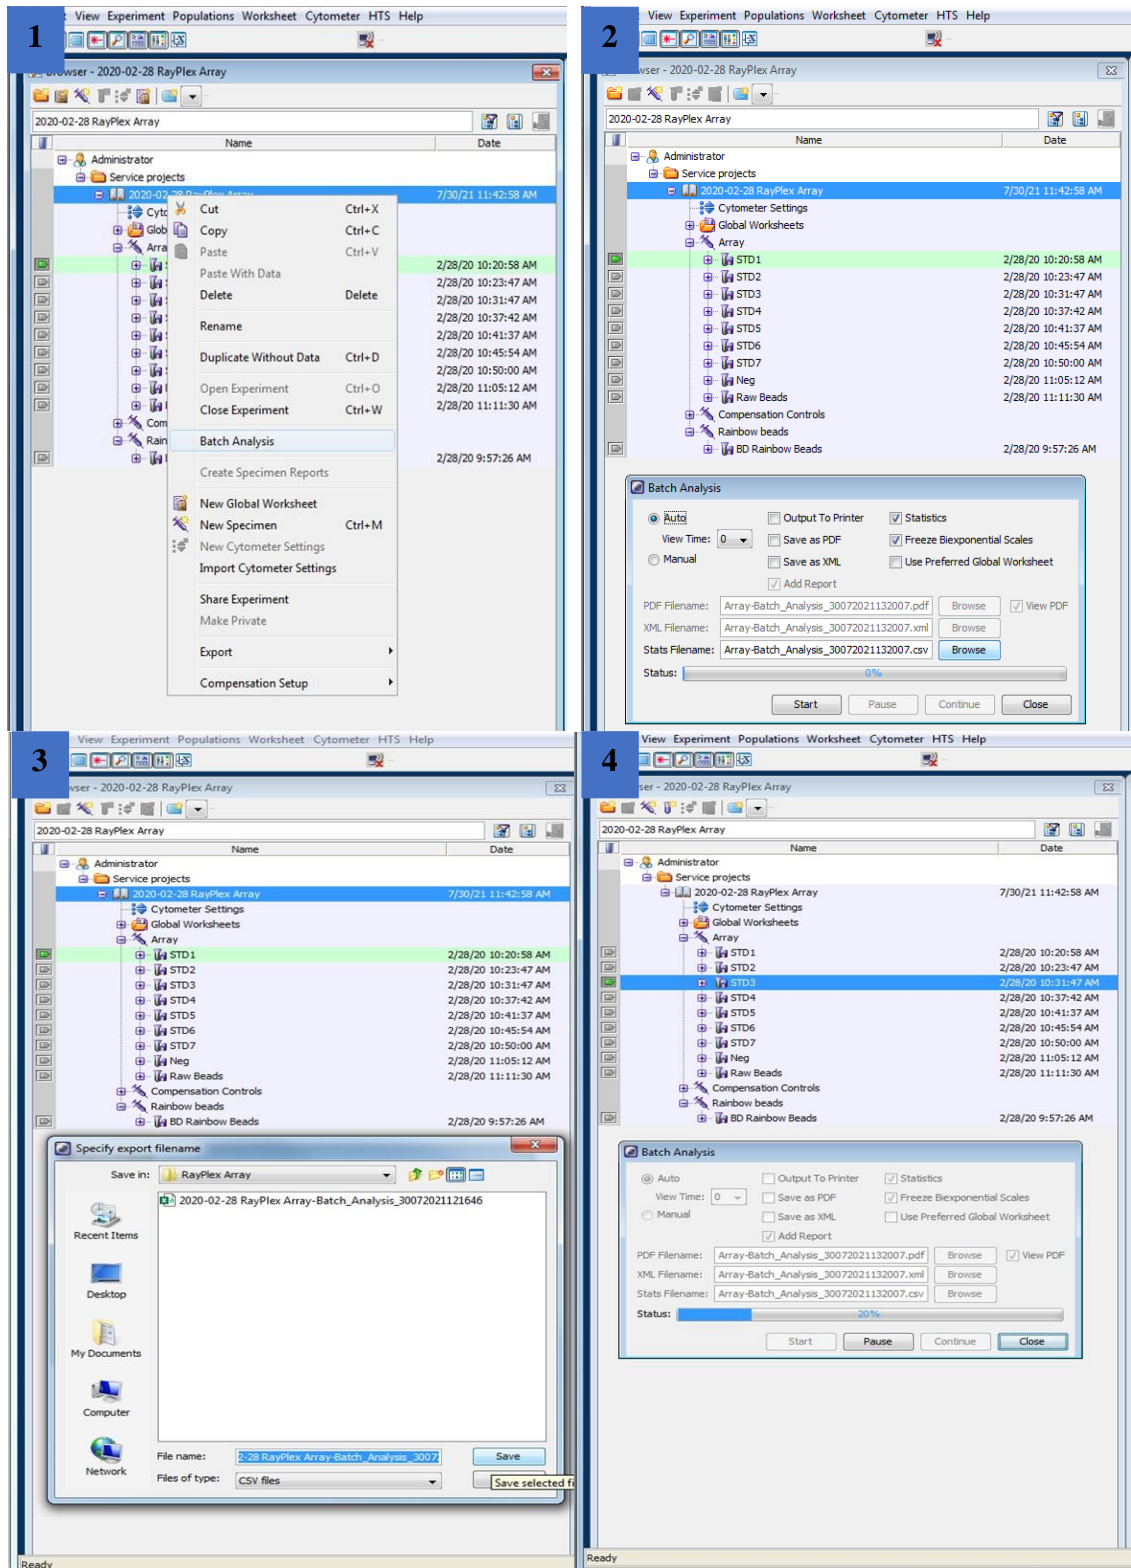 1
View Experiment Populations Worksheet Cytometer HTS Help
Browser - 2020-02-28 RayPlex Array
2020-02-28 RayPlex Array
Name Date
Administrator
Service projects
2020-02-28 RayPlex Array 7/30/21 11:42:58 AM
Cut Ctrl+X
Copy Ctrl+C
Paste Ctrl+V
Paste With Data
Delete Delete
Rename
Duplicate Without Data Ctrl+D
Open Experiment Ctrl+O
Close Experiment Ctrl+W
Batch Analysis
Create Specimen Reports
New Global Worksheet
New Specimen Ctrl+M
New Cytometer Settings
Import Cytometer Settings
Share Experiment
Make Private
Export
Compensation Setup
Cyto
Glob
Arra
2/28/20 10:20:58 AM
2/28/20 10:23:47 AM
2/28/20 10:31:47 AM
2/28/20 10:37:42 AM
2/28/20 10:41:37 AM
2/28/20 10:45:54 AM
2/28/20 10:50:00 AM
2/28/20 11:05:12 AM
2/28/20 11:11:30 AM
Com
Rain
2/28/20 9:57:26 AM
2
View Experiment Populations Worksheet Cytometer HTS Help
wser - 2020-02-28 RayPlex Array
2020-02-28 RayPlex Array
Name Date
Administrator
Service projects
2020-02-28 RayPlex Array 7/30/21 11:42:58 AM
Cytometer Settings
Global Worksheets
Array
STD1 2/28/20 10:20:58 AM
STD2 2/28/20 10:23:47 AM
STD3 2/28/20 10:31:47 AM
STD4 2/28/20 10:37:42 AM
STD5 2/28/20 10:41:37 AM
STD6 2/28/20 10:45:54 AM
STD7 2/28/20 10:50:00 AM
Neg 2/28/20 11:05:12 AM
Raw Beads 2/28/20 11:11:30 AM
Compensation Controls
Rainbow beads
BD Rainbow Beads 2/28/20 9:57:26 AM
Batch Analysis
Auto Output To Printer Statistics
View Time: 0 Save as PDF Freeze Biexponential Scales
Manual Save as XML Use Preferred Global Worksheet
Add Report
PDF Filename: Array-Batch_Analysis_30072021132007.pdf Browse View PDF
XML Filename: Array-Batch_Analysis_30072021132007.xml Browse
Stats Filename: Array-Batch_Analysis_30072021132007.csv Browse
Status: 0%
Start Pause Continue Close
3
View Experiment Populations Worksheet Cytometer HTS Help
wser - 2020-02-28 RayPlex Array
2020-02-28 RayPlex Array
Name Date
Administrator
Service projects
2020-02-28 RayPlex Array 7/30/21 11:42:58 AM
Cytometer Settings
Global Worksheets
Array
STD1 2/28/20 10:20:58 AM
STD2 2/28/20 10:23:47 AM
STD3 2/28/20 10:31:47 AM
STD4 2/28/20 10:37:42 AM
STD5 2/28/20 10:41:37 AM
STD6 2/28/20 10:45:54 AM
STD7 2/28/20 10:50:00 AM
Neg 2/28/20 11:05:12 AM
Raw Beads 2/28/20 11:11:30 AM
Compensation Controls
Rainbow beads
BD Rainbow Beads 2/28/20 9:57:26 AM
Specify export filename
Save in: RayPlex Array
2020-02-28 RayPlex Array-Batch_Analysis_30072021121646
Recent Items
Desktop
My Documents
Computer
Network
File name: 2-28 RayPlex Array-Batch_Analysis_3007 Save
Files of type: CSV files
Save selected fi
Ready
4
View Experiment Populations Worksheet Cytometer HTS Help
ser - 2020-02-28 RayPlex Array
2020-02-28 RayPlex Array
Name Date
Administrator
Service projects
2020-02-28 RayPlex Array 7/30/21 11:42:58 AM
Cytometer Settings
Global Worksheets
Array
STD1 2/28/20 10:20:58 AM
STD2 2/28/20 10:23:47 AM
STD3 2/28/20 10:31:47 AM
STD4 2/28/20 10:37:42 AM
STD5 2/28/20 10:41:37 AM
STD6 2/28/20 10:45:54 AM
STD7 2/28/20 10:50:00 AM
Neg 2/28/20 11:05:12 AM
Raw Beads 2/28/20 11:11:30 AM
Compensation Controls
Rainbow beads
BD Rainbow Beads 2/28/20 9:57:26 AM
Batch Analysis
Auto Output To Printer Statistics
View Time: 0 Save as PDF Freeze Biexponential Scales
Manual Save as XML Use Preferred Global Worksheet
Add Report
PDF Filename: Array-Batch_Analysis_30072021132007.pdf Browse View PDF
XML Filename: Array-Batch_Analysis_30072021132007.xml Browse
Stats Filename: Array-Batch_Analysis_30072021132007.csv Browse
Status: 20%
Start Pause Continue Close
Ready